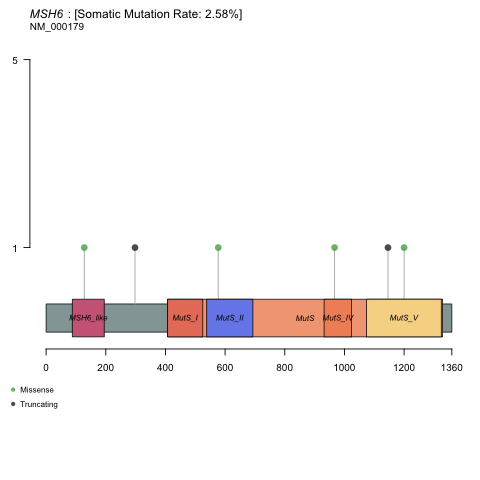 MSH6 : [Somatic Mutation Rate: 2.58%]
NM_000179
5
1
MSH6_like
MutS_I
MutS_II
MutS
MutS_IV
MutS_V
0
200
400
600
800
1000
1200
1360
Missense
Truncating